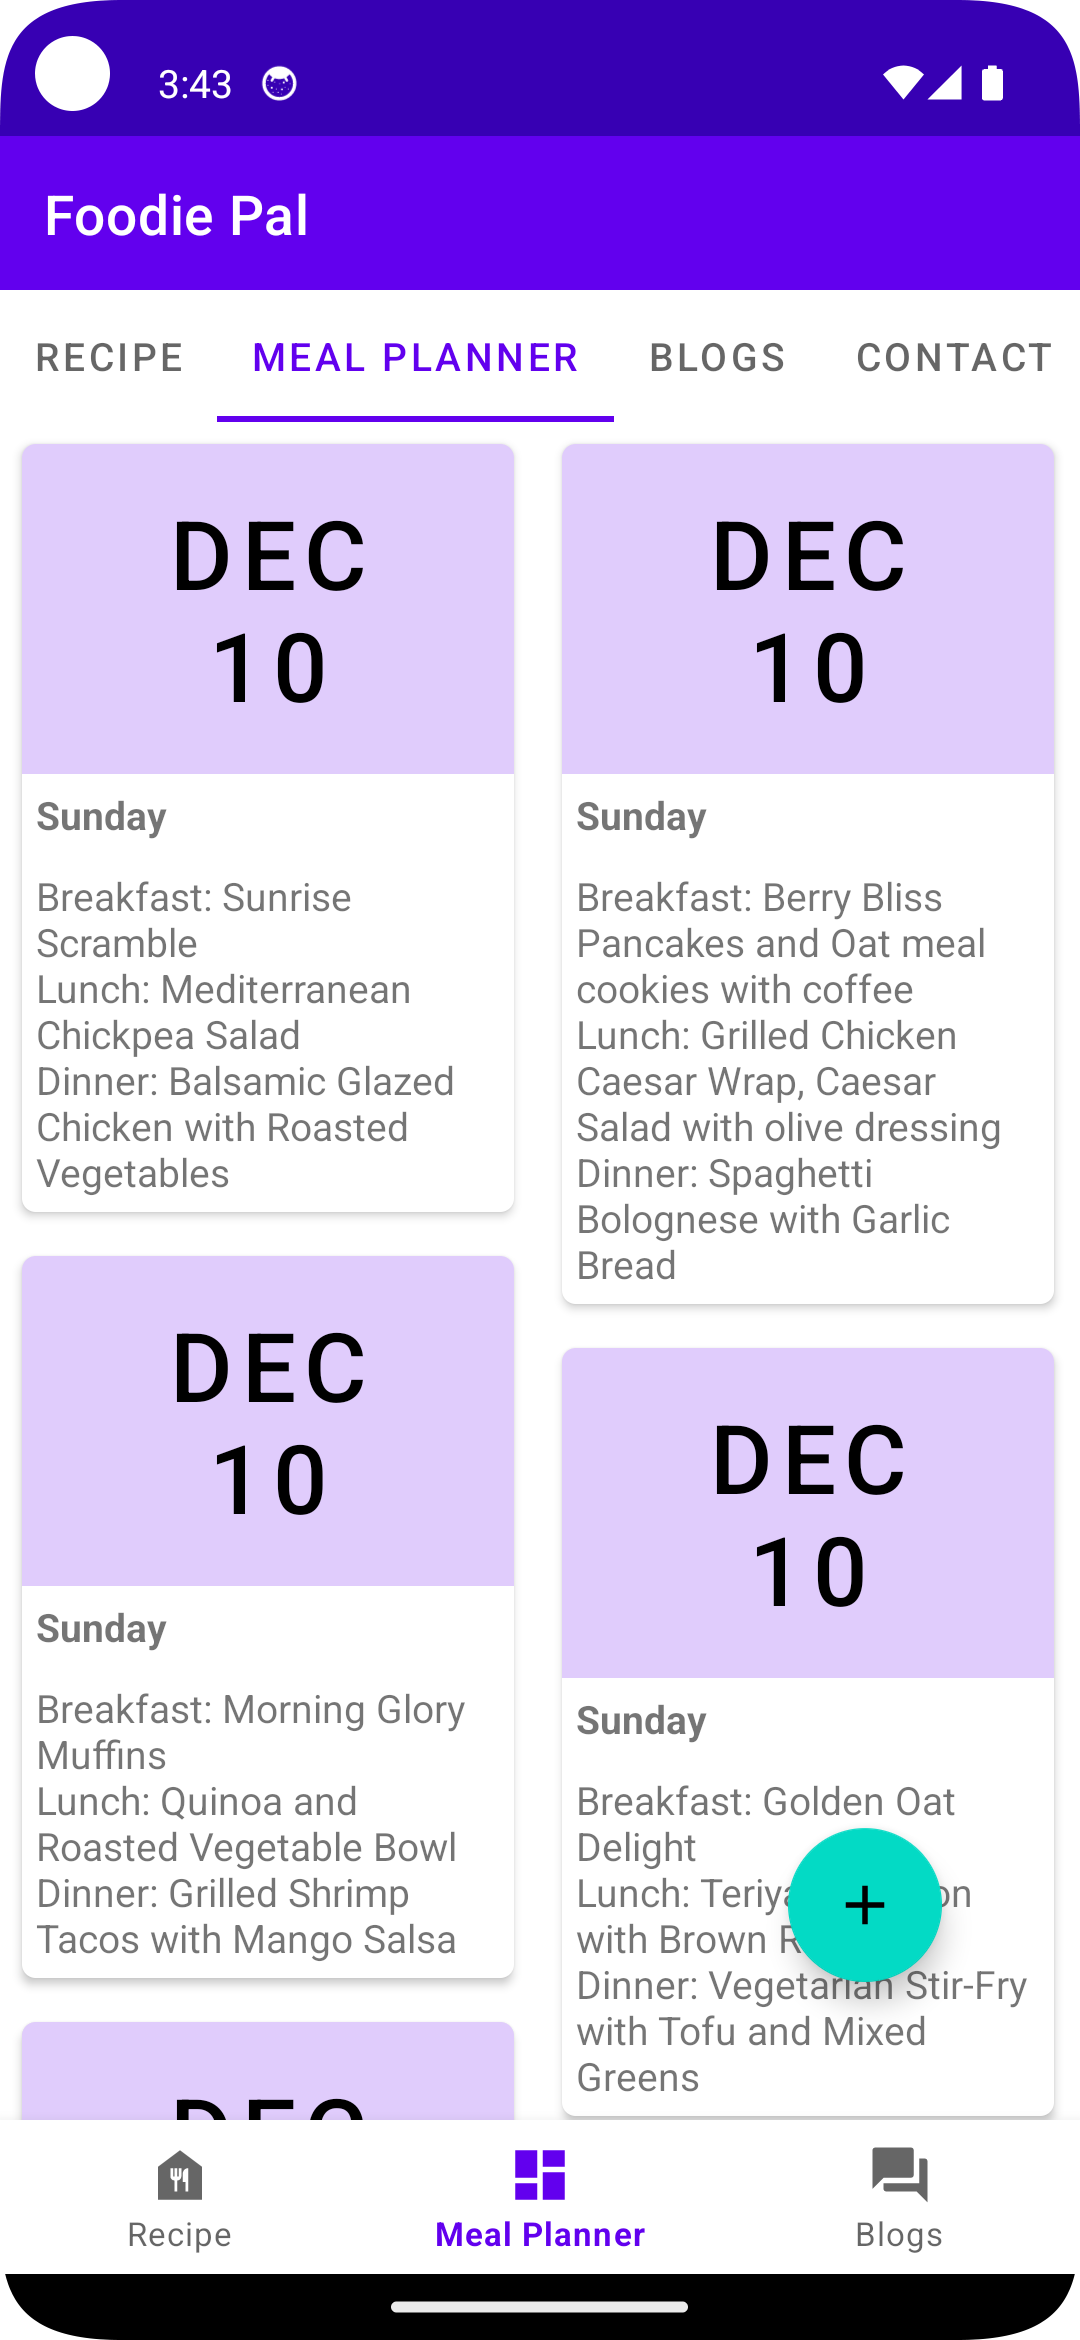 3:43
Foodie Pal
RECIPE
MEAL PLANNER
BLOGS
CONTACT
DEC
10
Sunday
Breakfast: Sunrise
Scramble
Lunch: Mediterranean
Chickpea Salad
Dinner: Balsamic Glazed
Chicken with Roasted
Vegetables
DEC
10
Sunday
Breakfast: Berry Bliss
Pancakes and Oat meal
cookies with coffee
Lunch: Grilled Chicken
Caesar Wrap, Caesar
Salad with olive dressing
Dinner: Spaghetti
Bolognese with Garlic
Bread
DEC
10
Sunday
Breakfast: Morning Glory
Muffins
Lunch: Quinoa and
Roasted Vegetable Bowl
Dinner: Grilled Shrimp
Tacos with Mango Salsa
DEC
10
Sunday
Breakfast: Golden Oat
Delight
Lunch:
with Brown
Dinner: Vegetarian Stir-Fry
with Tofu and Mixed
Greens
DEC
Recipe
Meal Planner
Blogs